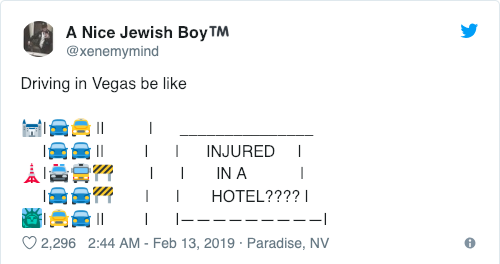 A Nice Jewish Boy™
@xenemymind
Driving in Vegas be like
🏰|🚙🚖 || | _______________
|🚙🚙 || | | INJURED |
🗼|🚔🚖🚧 | | IN A |
|🚙🚙🚧 | | HOTEL???? |
🗽|🚖🚙 || | |—————————|
2,296 2:44 AM - Feb 13, 2019 · Paradise, NV